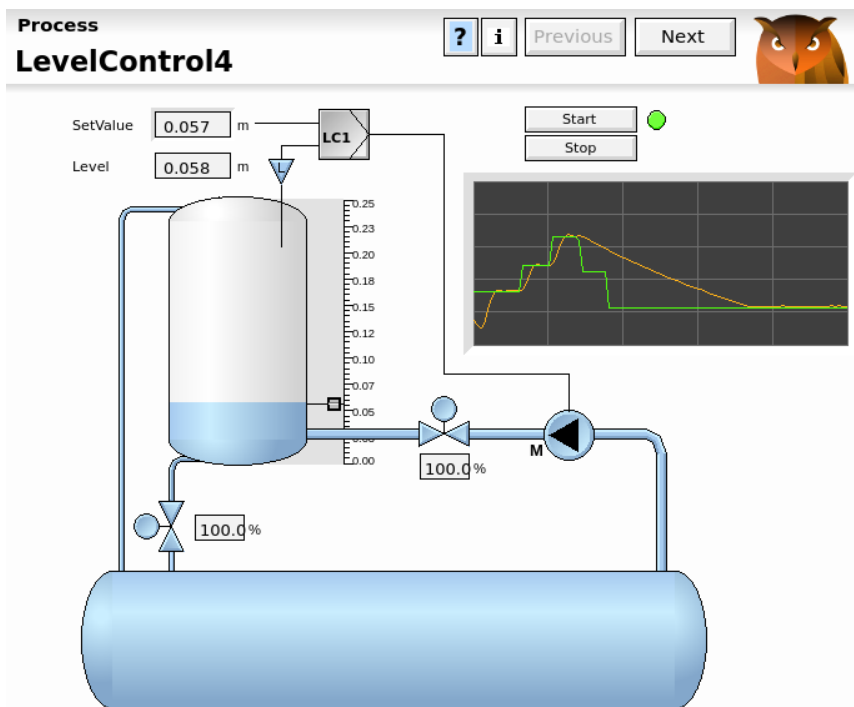 Process
LevelControl4
?
i
Previous
Next
SetValue
0.057
m
Level
0.058
m
LC1
L
Start
Stop
0.25
0.23
0.20
0.18
0.15
0.12
0.10
0.07
0.05
0.00
M
100.0
%
100.0
%